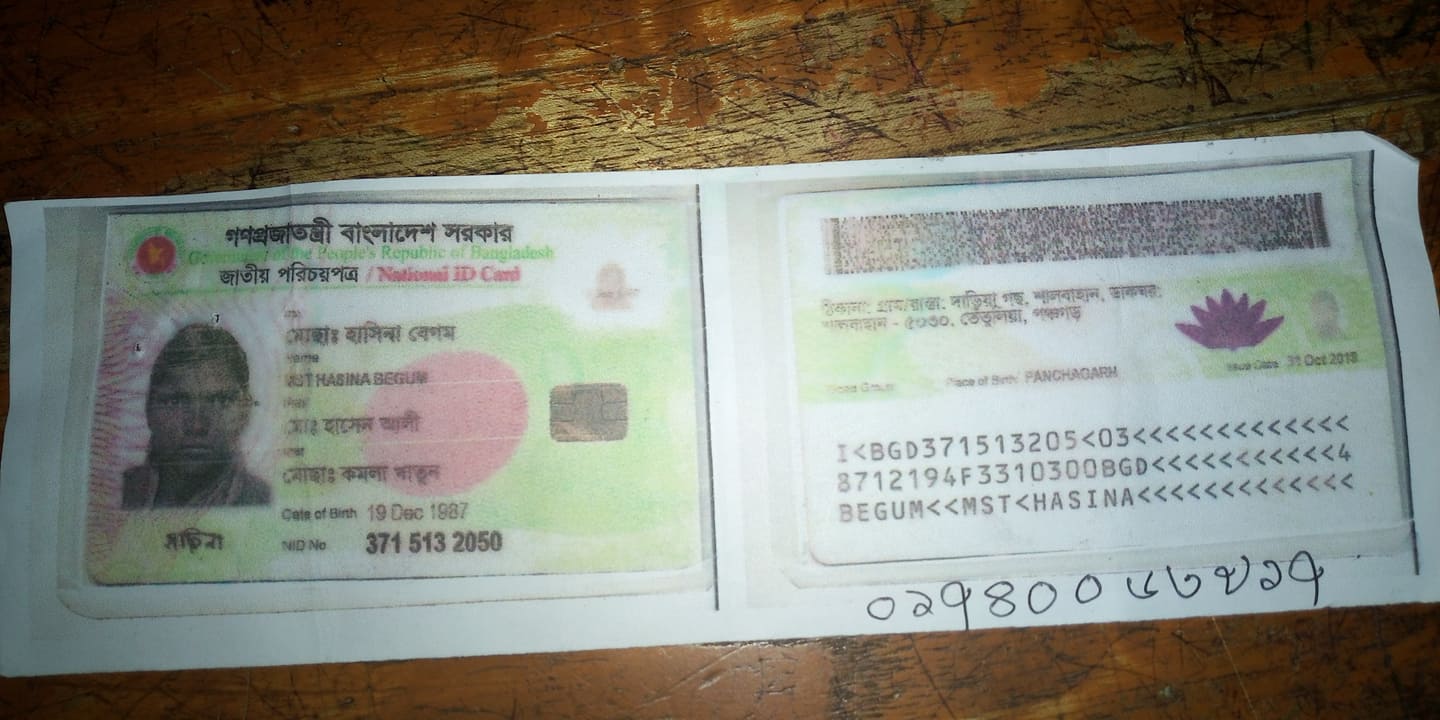 গণপ্রজাতন্ত্রী বাংলাদেশ সরকার
Government of the People's Republic of Bangladesh
জাতীয় পরিচয়পত্র / National ID Card
মোছাঃ হাসিনা বেগম
Name
MST HASINA BEGUM
মোঃ হাসেন আলী
মোছাঃ কমলা খাতুন
Date of Birth 19 Dec 1987
NID No 371 513 2050
ঠিকানা: গ্রাম/রাস্তা: গছ, শালবাহান, ডাকঘর:
শালবাহান - ৫০৩০, তেঁতুলিয়া, পঞ্চগড়
Blood Group Place of Birth: PANCHAGARH Issue Date: 31 Oct 2018
I<BGD371513205<03<<<<<<<<<<<<<
8712194F3310300BGD<<<<<<<<<<<4
BEGUM<<MST<HASINA<<<<<<<<<<<<<